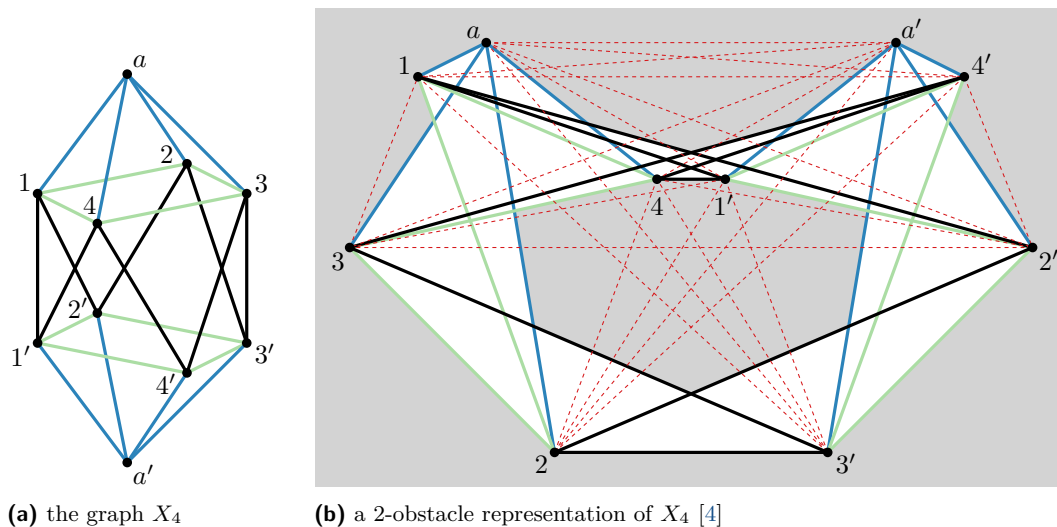 a
2
1
3
4
2′
1′
3′
4′
a′
(a) the graph X₄
a
a′
1
4′
4
1′
3
2′
2
3′
(b) a 2-obstacle representation of X₄ [4]